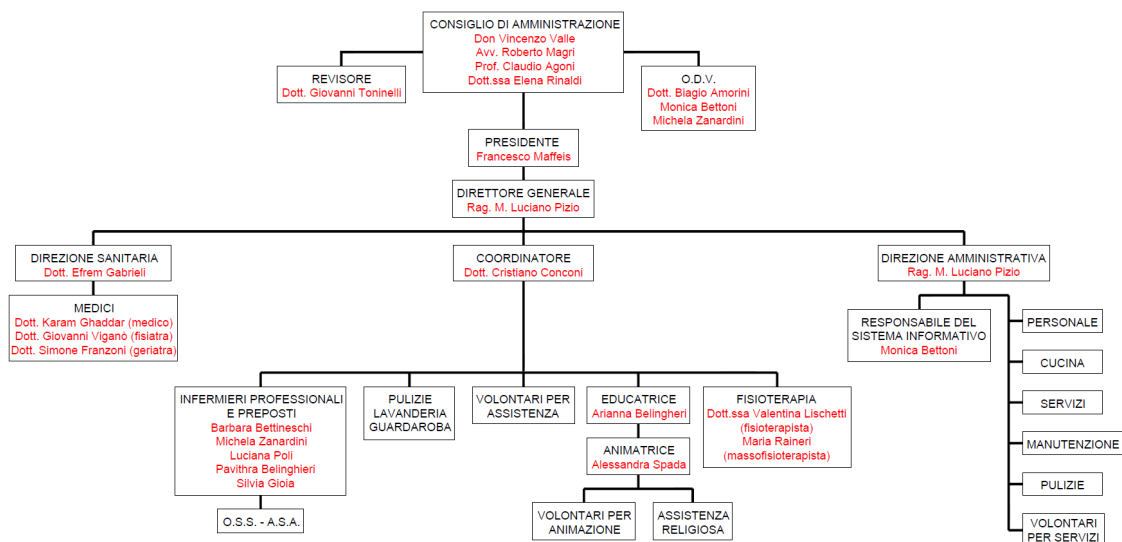 CONSIGLIO DI AMMINISTRAZIONE
Don Vincenzo Valle
Avv. Roberto Magri
Prof. Claudio Agoni
Dott.ssa Elena Rinaldi
REVISORE
Dott. Giovanni Toninelli
O.D.V.
Dott. Biagio Amorini
Monica Bettoni
Michela Zanardini
PRESIDENTE
Francesco Maffeis
DIRETTORE GENERALE
Rag. M. Luciano Pizio
DIREZIONE SANITARIA
Dott. Efrem Gabrieli
COORDINATORE
Dott. Cristiano Conconi
DIREZIONE AMMINISTRATIVA
Rag. M. Luciano Pizio
MEDICI
Dott. Karam Ghaddar (medico)
Dott. Giovanni Viganò (fisiatra)
Dott. Simone Franzoni (geriatra)
RESPONSABILE DEL
SISTEMA INFORMATIVO
Monica Bettoni
PERSONALE
CUCINA
SERVIZI
MANUTENZIONE
PULIZIE
VOLONTARI
PER SERVIZI
INFERMIERI PROFESSIONALI
E PREPOSTI
Barbara Bettineschi
Michela Zanardini
Luciana Poli
Pavithra Belinghieri
Silvia Gioia
O.S.S. - A.S.A.
PULIZIE
LAVANDERIA
GUARDAROBA
VOLONTARI PER
ASSISTENZA
EDUCATRICE
Arianna Belingheri
ANIMATRICE
Alessandra Spada
VOLONTARI PER
ANIMAZIONE
ASSISTENZA
RELIGIOSA
FISIOTERAPIA
Dott.ssa Valentina Lischetti
(fisioterapista)
Maria Raineri
(massofisioterapista)